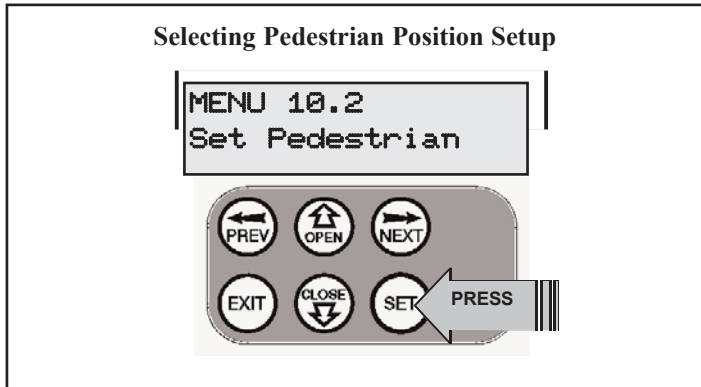 Selecting Pedestrian Position Setup
MENU 10.2
Set Pedestrian
PREV OPEN NEXT
EXIT CLOSE SET PRESS